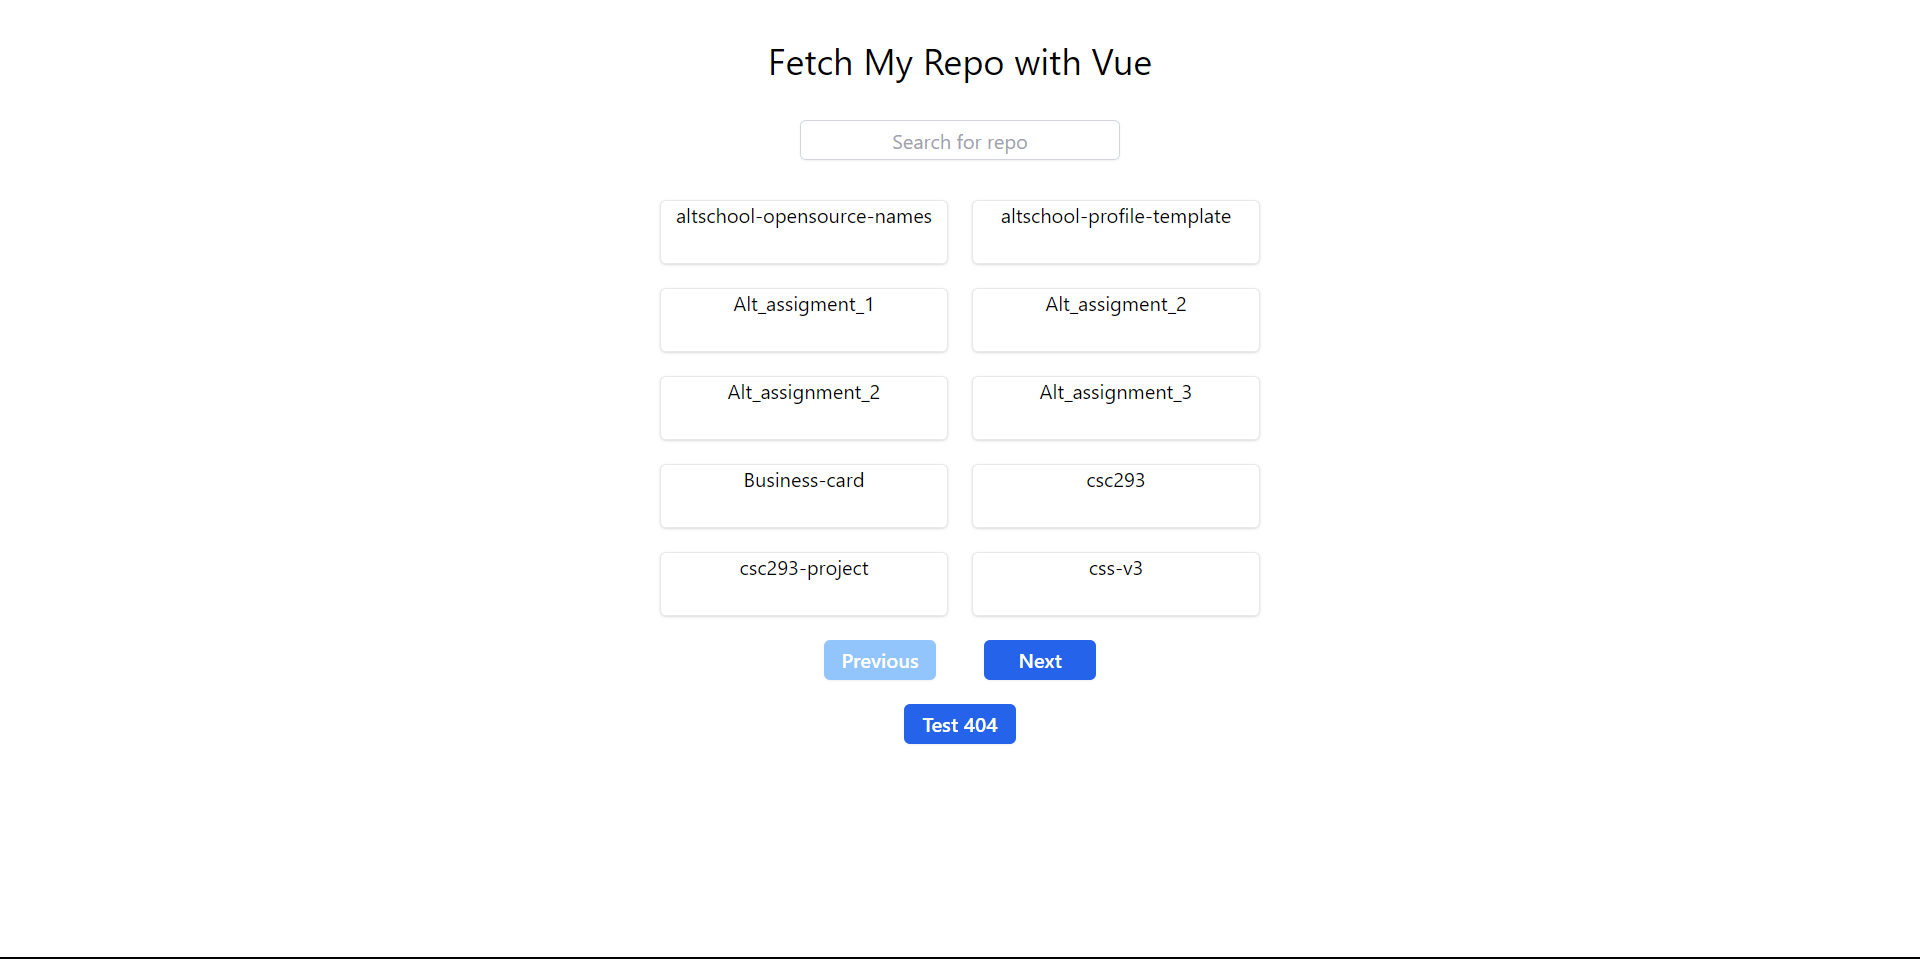 Fetch My Repo with Vue
Search for repo
altschool-opensource-names
altschool-profile-template
Alt_assigment_1
Alt_assigment_2
Alt_assignment_2
Alt_assignment_3
Business-card
csc293
csc293-project
css-v3
Previous
Next
Test 404